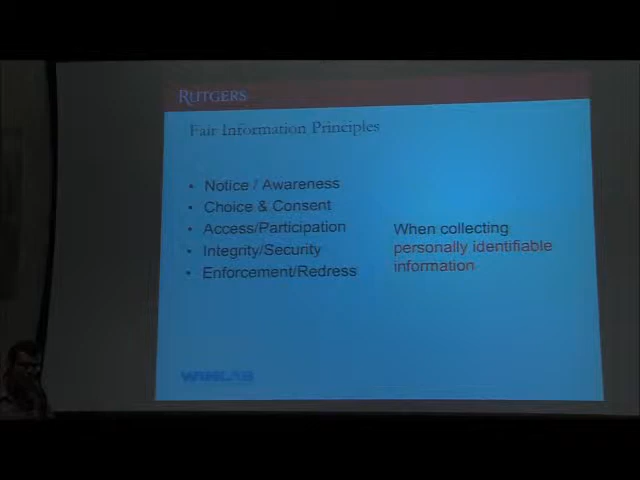 RUTGERS
Fair Information Principles
• Notice / Awareness
• Choice & Consent
• Access/Participation
• Integrity/Security
• Enforcement/Redress
When collecting
personally identifiable
information
WINLAB